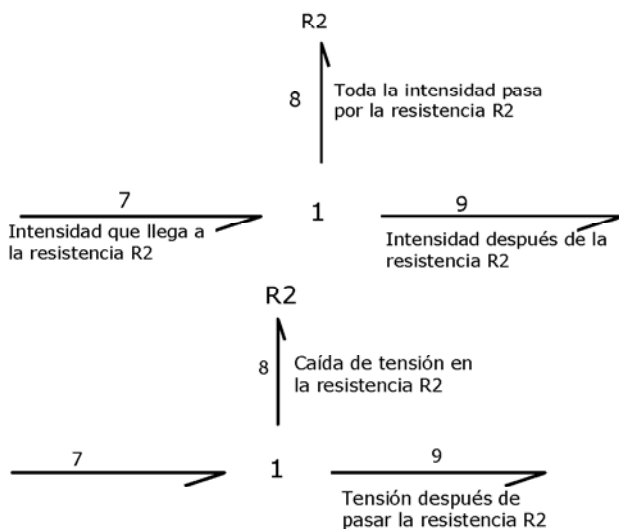 R2
8
Toda la intensidad pasa
por la resistencia R2
7
1
9
Intensidad que llega a
la resistencia R2
Intensidad después de la
resistencia R2
R2
8
Caída de tensión en
la resistencia R2
7
1
9
Tensión después de
pasar la resistencia R2